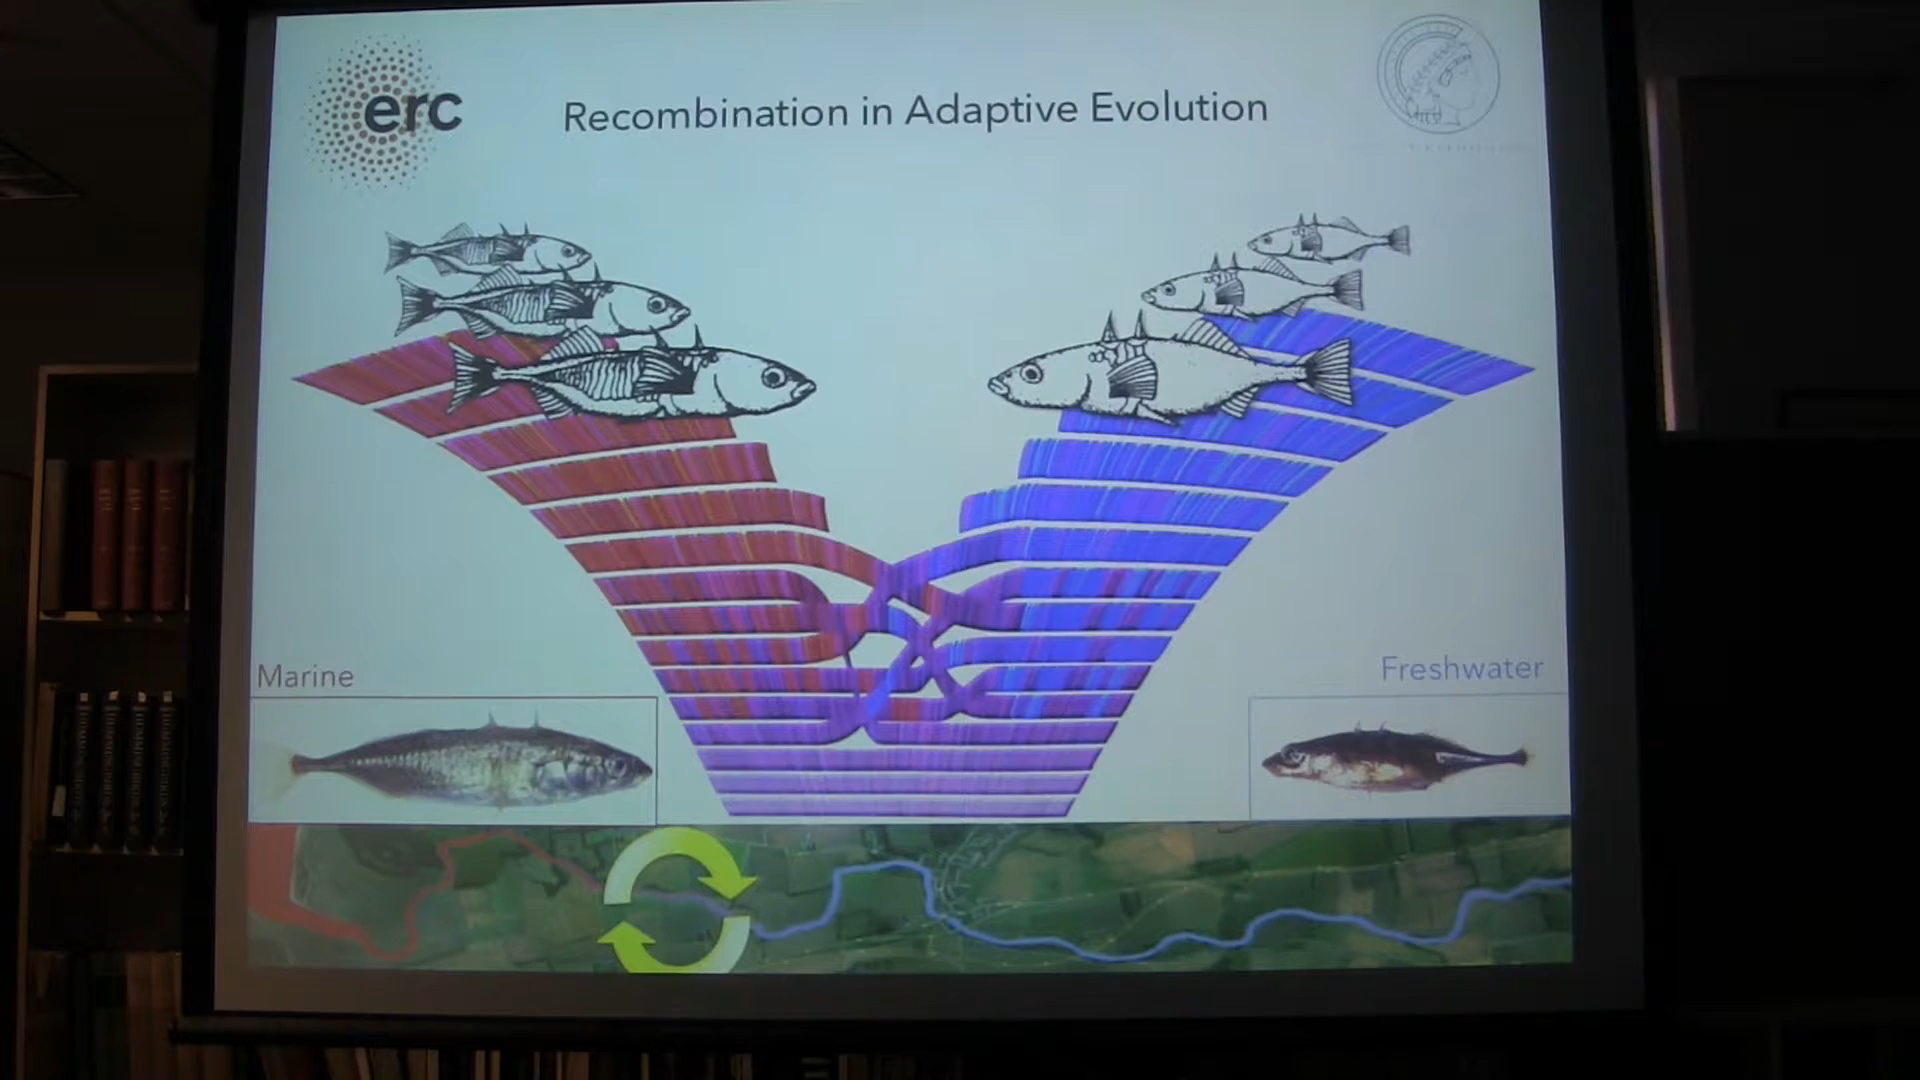 erc
Recombination in Adaptive Evolution
Marine
Freshwater